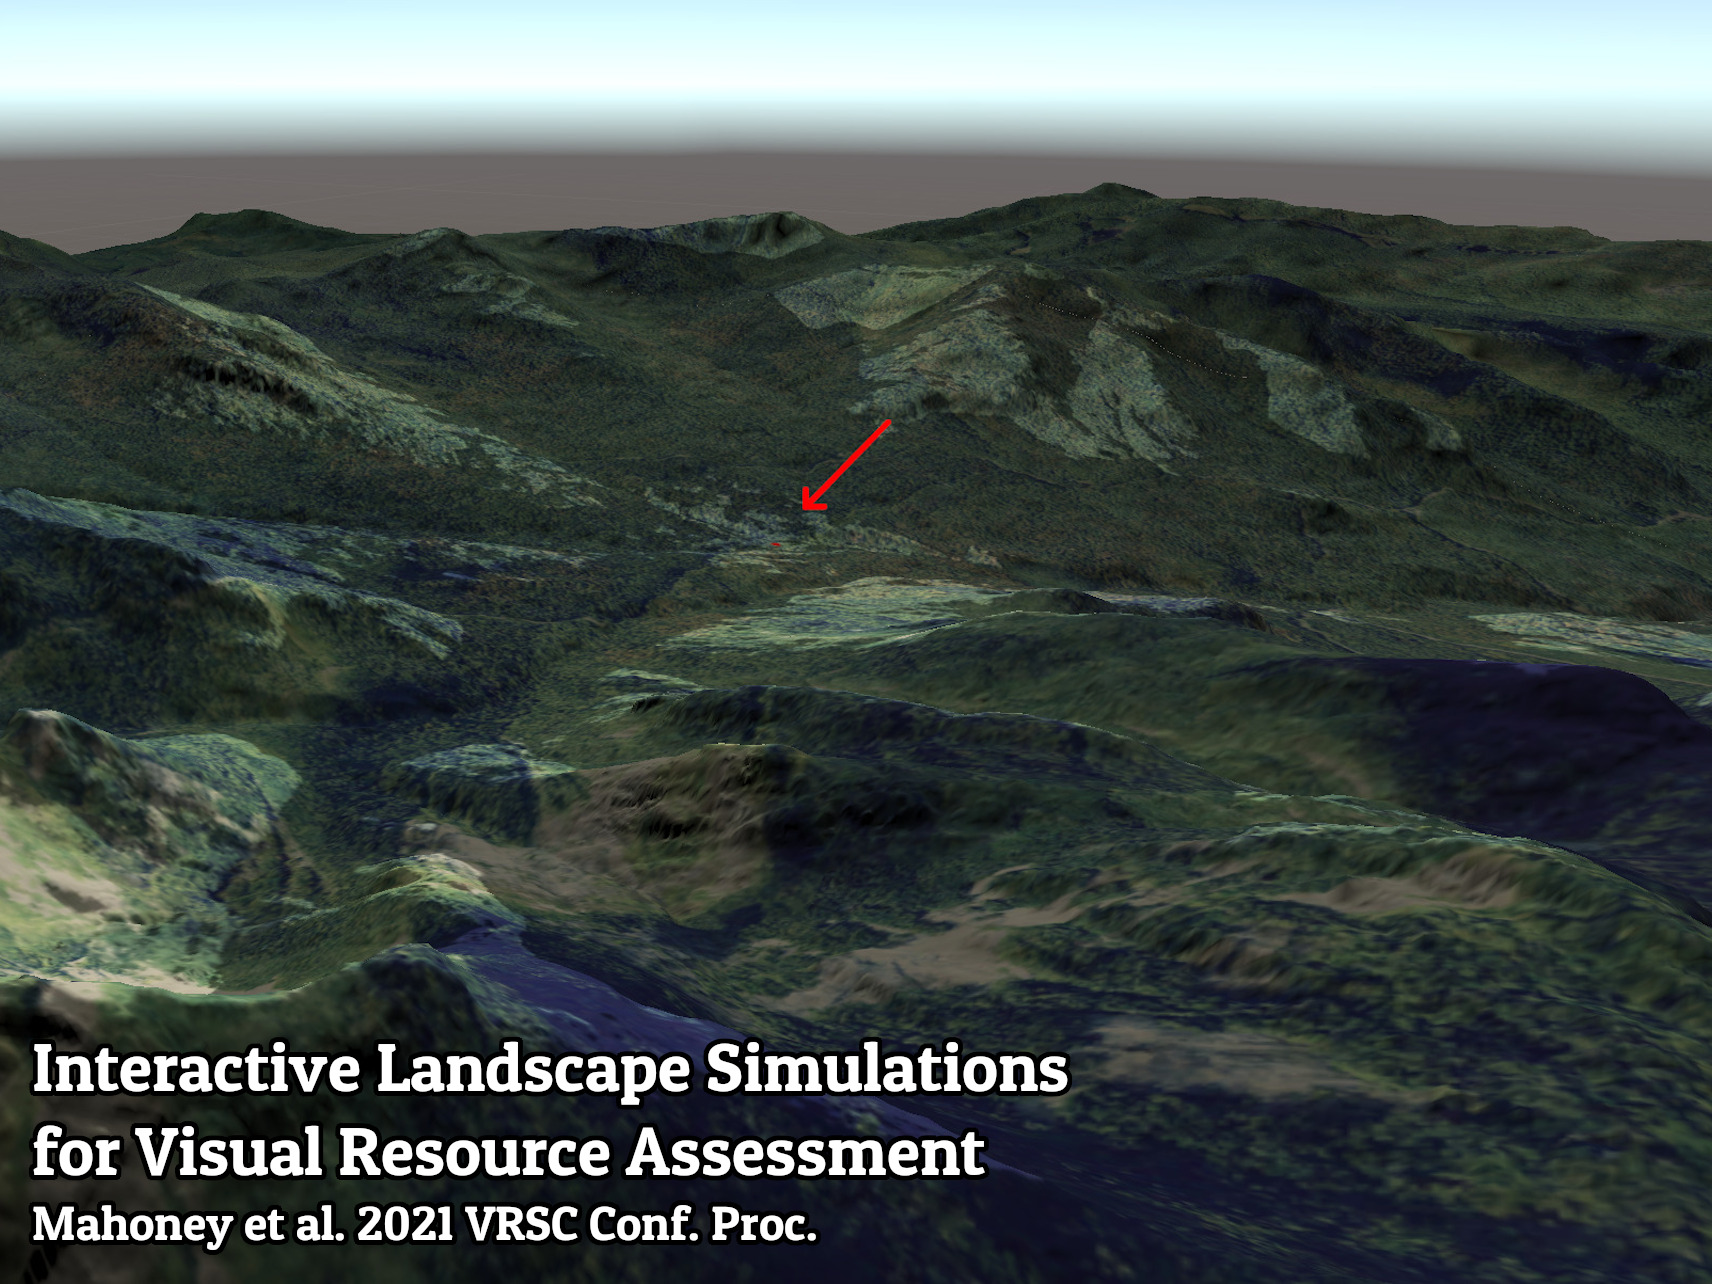 Interactive Landscape Simulations
for Visual Resource Assessment
Mahoney et al. 2021 VRSC Conf. Proc.